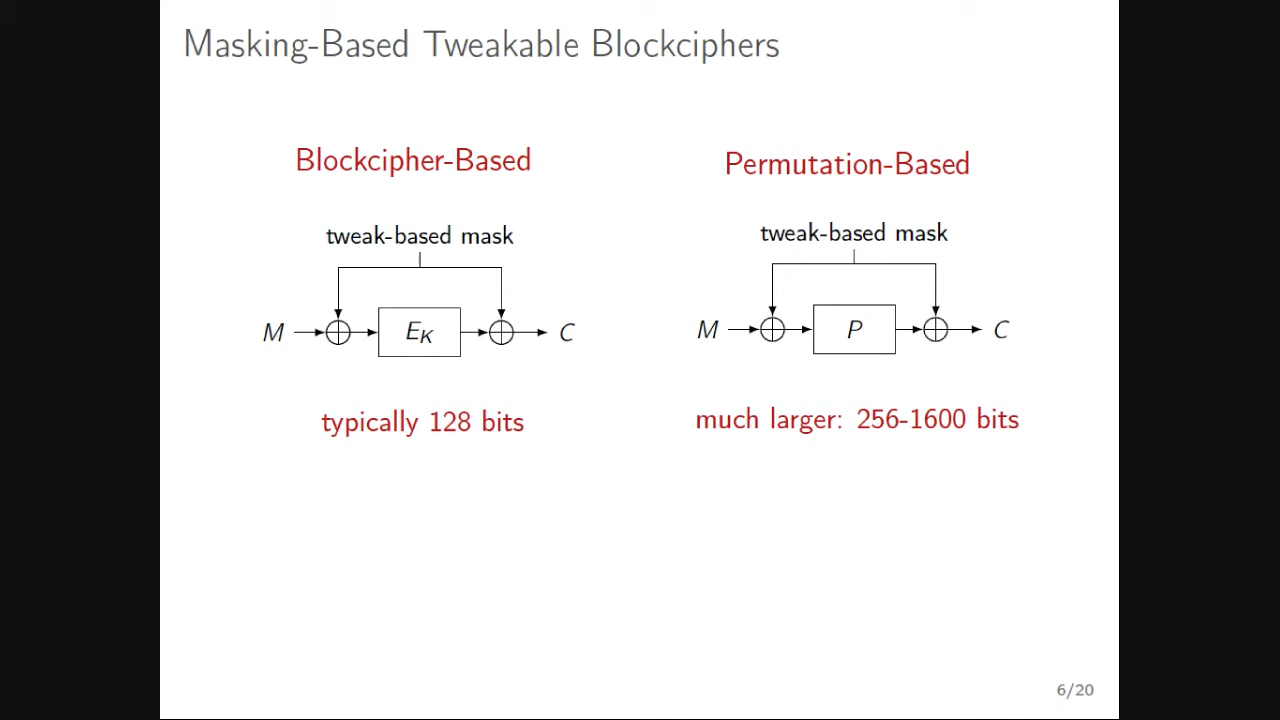 Masking-Based Tweakable Blockciphers
Blockcipher-Based
tweak-based mask
M
E_K
C
typically 128 bits
Permutation-Based
tweak-based mask
M
P
C
much larger: 256-1600 bits
6/20